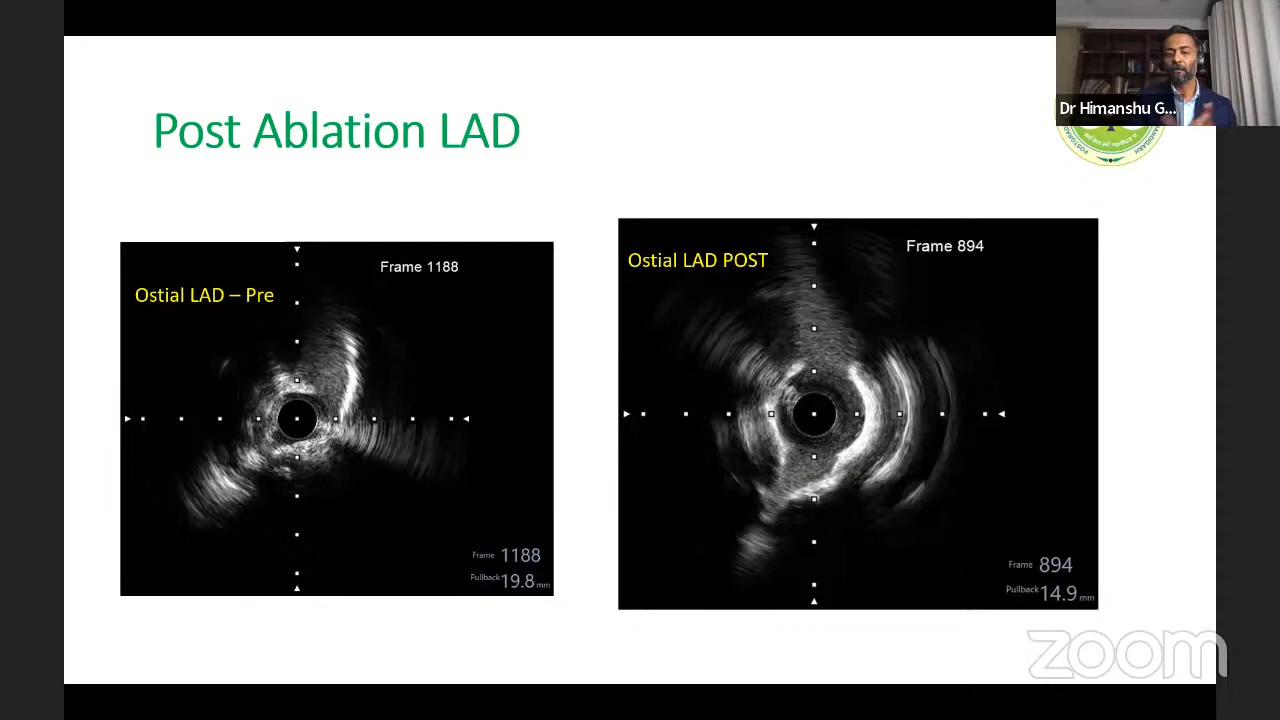 Dr Himanshu G...
Post Ablation LAD
POSTGRAD
Frame 1188
Ostial LAD – Pre
Frame 1188
Pullback 19.8 mm
Frame 894
Ostial LAD POST
Frame 894
Pullback 14.9 mm
zoom